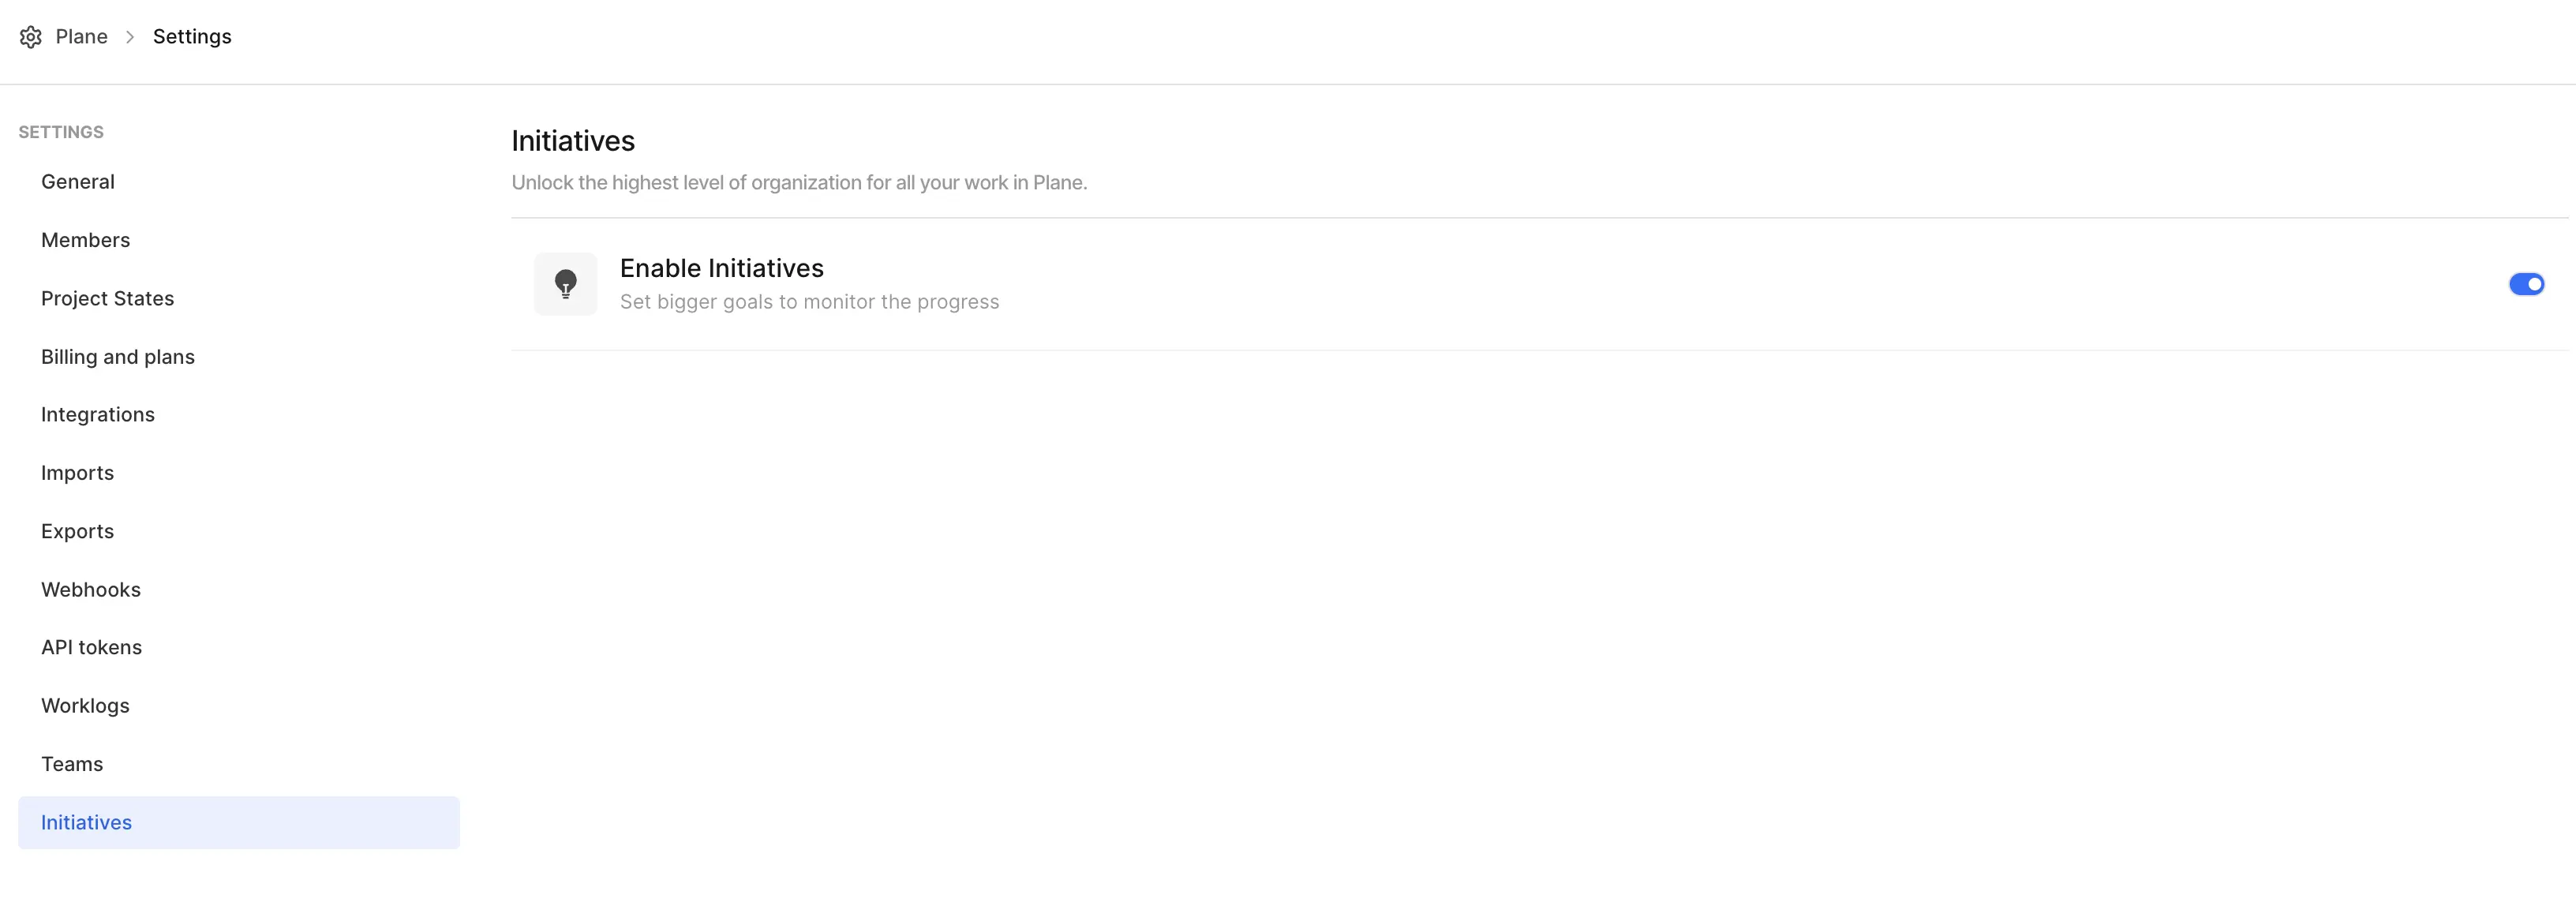 Plane > Settings
SETTINGS
General
Members
Project States
Billing and plans
Integrations
Imports
Exports
Webhooks
API tokens
Worklogs
Teams
Initiatives
Initiatives
Unlock the highest level of organization for all your work in Plane.
Enable Initiatives
Set bigger goals to monitor the progress